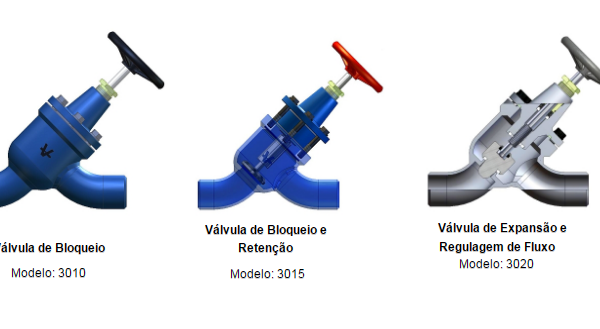 álvula de Bloqueio
Modelo: 3010
Válvula de Bloqueio e
Retenção
Modelo: 3015
Válvula de Expansão e
Regulagem de Fluxo
Modelo: 3020